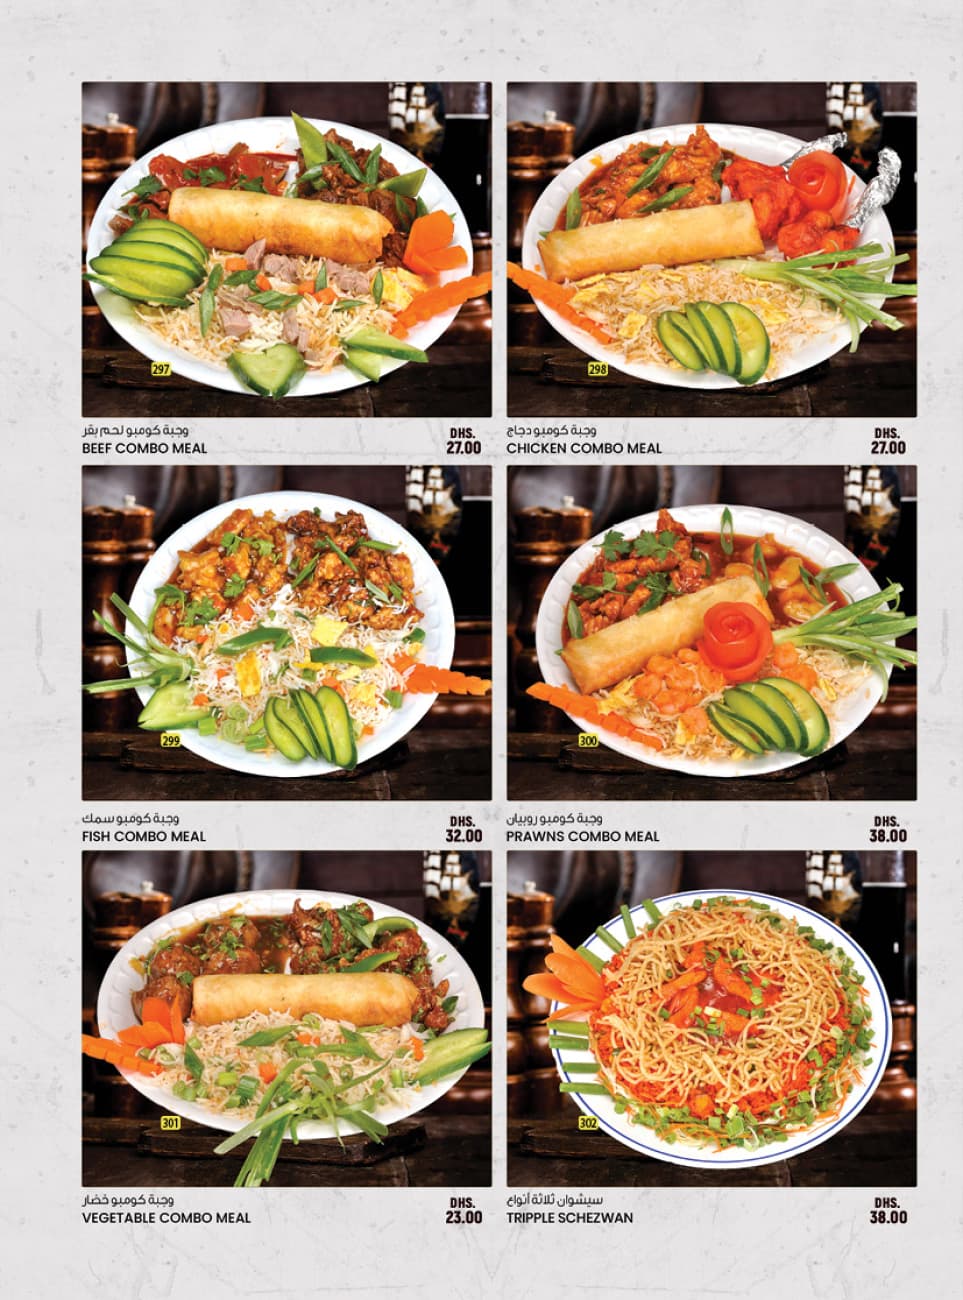 297
298
وجبة كومبو لحم بقر
BEEF COMBO MEAL
DHS.
27.00
وجبة كومبو دجاج
CHICKEN COMBO MEAL
DHS.
27.00
299
300
وجبة كومبو سمك
FISH COMBO MEAL
DHS.
32.00
وجبة كومبو روبيان
PRAWNS COMBO MEAL
DHS.
38.00
301
302
وجبة كومبو خضار
VEGETABLE COMBO MEAL
DHS.
23.00
سيشوان ثلاثة أنواع
TRIPPLE SCHEZWAN
DHS.
38.00